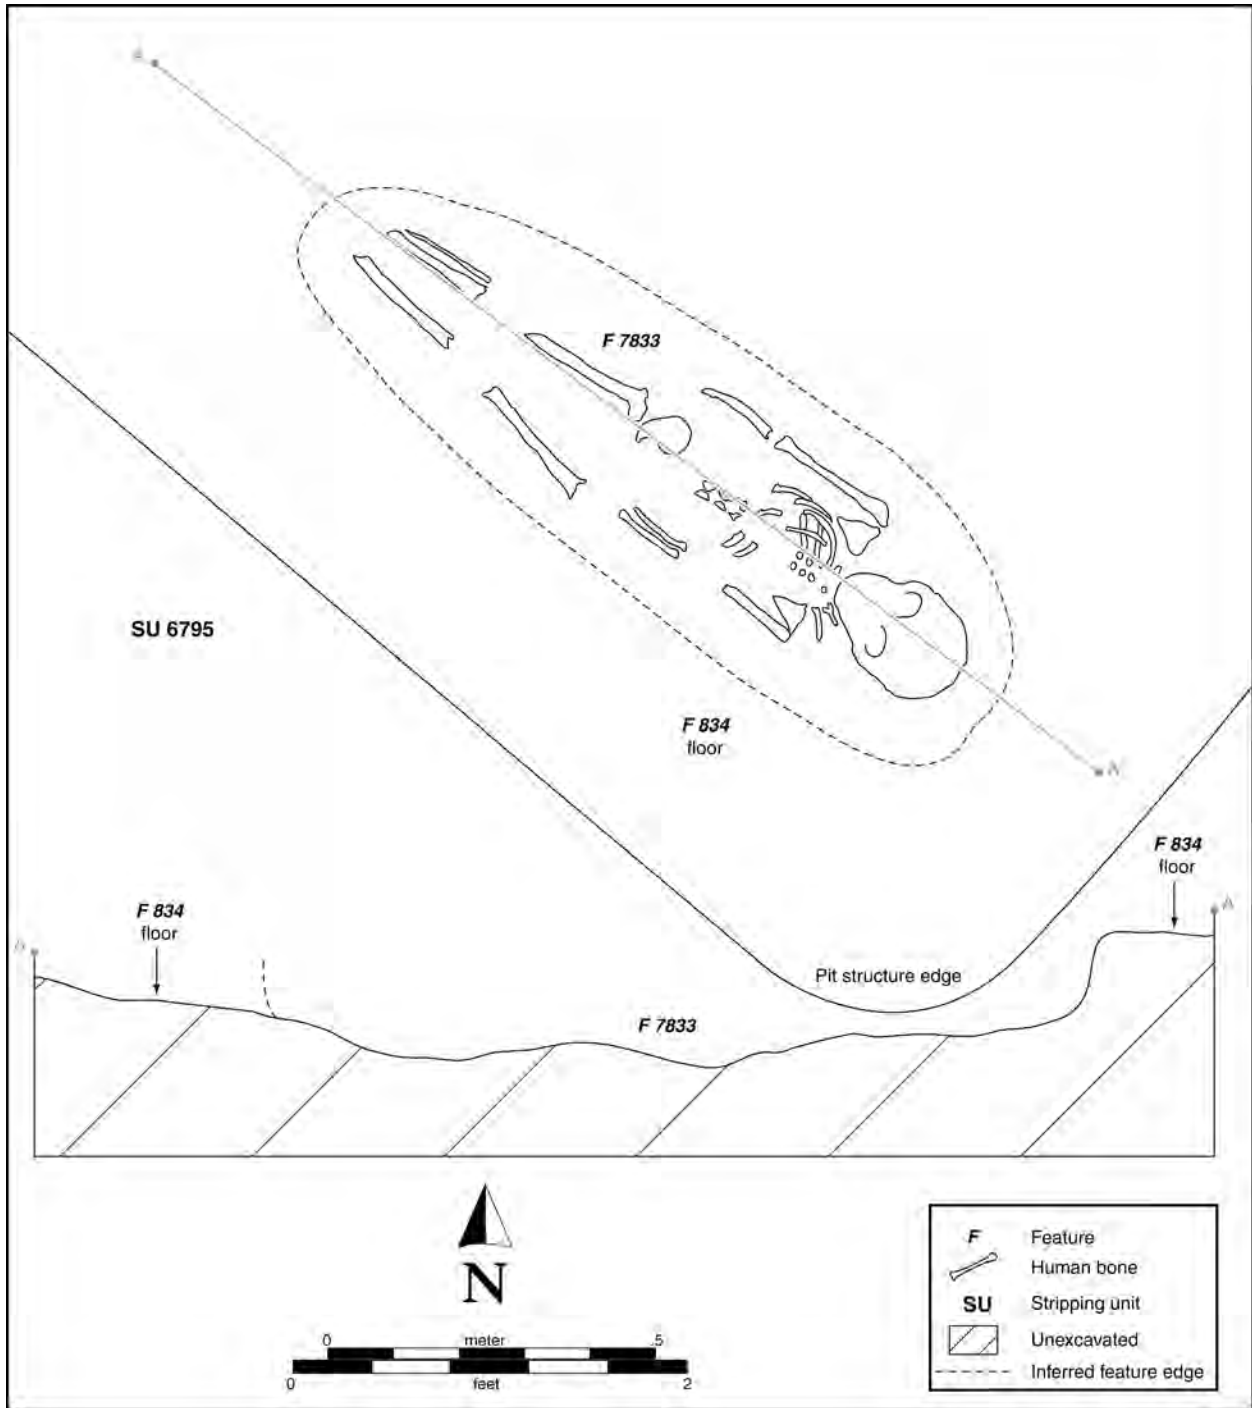 A
F 7833
SU 6795
F 834
floor
A'
F 834
floor
F 834
floor
A
A'
Pit structure edge
F 7833
N
0 meter .5
0 feet 2
F Feature
Human bone
SU Stripping unit
Unexcavated
Inferred feature edge